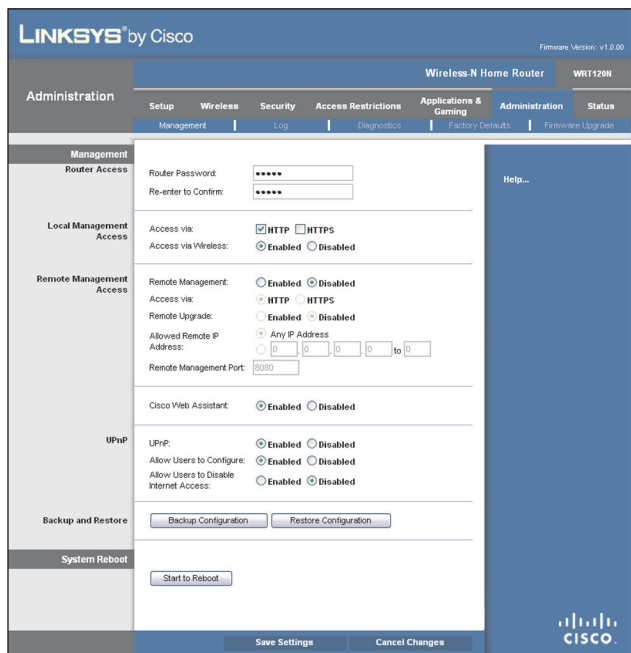 LINKSYS® by Cisco
Firmware Version: v1.0.00
Wireless-N Home Router WRT120N
Administration
Setup Wireless Security Access Restrictions Applications & Gaming Administration Status
Management Log Diagnostics Factory Defaults Firmware Upgrade
Management
Router Access
Router Password: •••••
Re-enter to Confirm: •••••
Help...
Local Management Access
Access via: HTTP HTTPS
Access via Wireless: Enabled Disabled
Remote Management Access
Remote Management: Enabled Disabled
Access via: HTTP HTTPS
Remote Upgrade: Enabled Disabled
Allowed Remote IP Address: Any IP Address
0 . 0 . 0 . 0 to 0
Remote Management Port: 8080
Cisco Web Assistant: Enabled Disabled
UPnP
UPnP: Enabled Disabled
Allow Users to Configure: Enabled Disabled
Allow Users to Disable Internet Access: Enabled Disabled
Backup and Restore
Backup Configuration Restore Configuration
System Reboot
Start to Reboot
Save Settings Cancel Changes
CISCO.